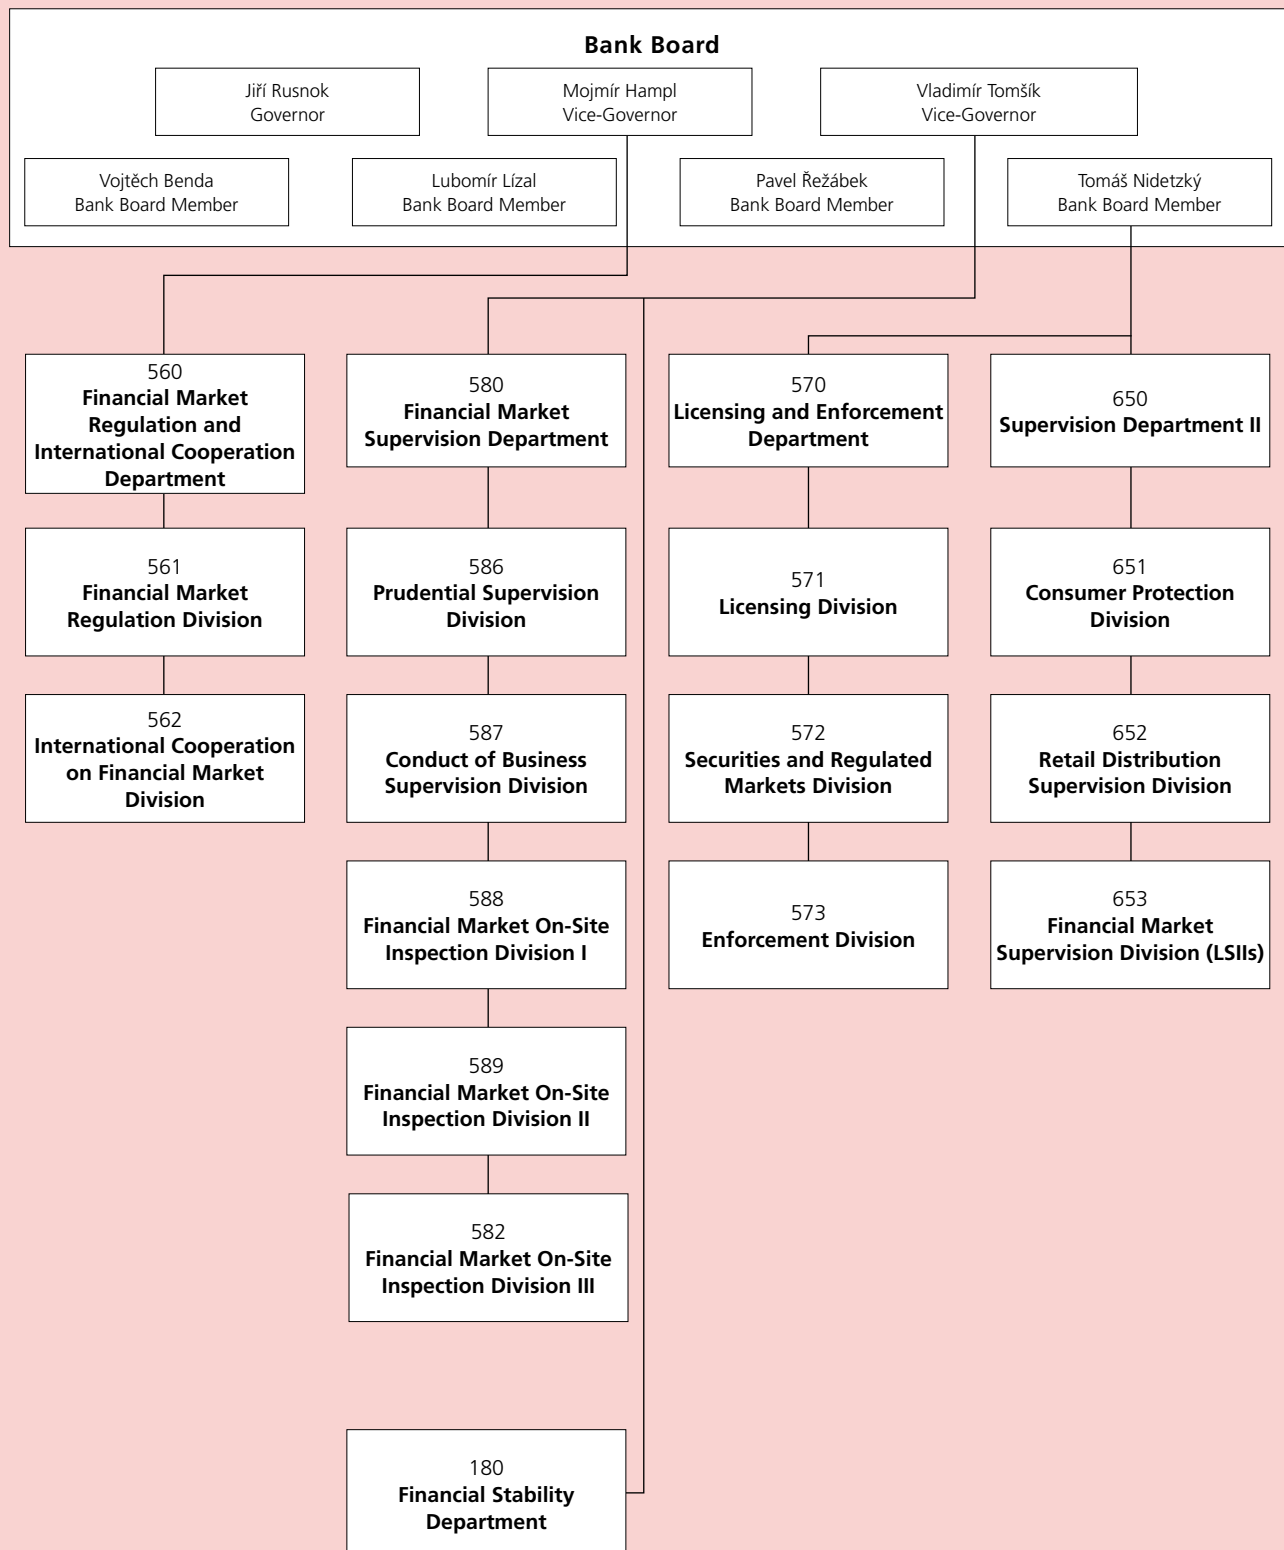 Bank Board
Jiří Rusnok
Governor
Mojmír Hampl
Vice-Governor
Vladimír Tomšík
Vice-Governor
Vojtěch Benda
Bank Board Member
Lubomír Lízal
Bank Board Member
Pavel Řežábek
Bank Board Member
Tomáš Nidetzký
Bank Board Member
560
Financial Market
Regulation and
International Cooperation
Department
561
Financial Market
Regulation Division
562
International Cooperation
on Financial Market
Division
580
Financial Market
Supervision Department
586
Prudential Supervision
Division
587
Conduct of Business
Supervision Division
588
Financial Market On-Site
Inspection Division I
589
Financial Market On-Site
Inspection Division II
582
Financial Market On-Site
Inspection Division III
180
Financial Stability
Department
570
Licensing and Enforcement
Department
571
Licensing Division
572
Securities and Regulated
Markets Division
573
Enforcement Division
650
Supervision Department II
651
Consumer Protection
Division
652
Retail Distribution
Supervision Division
653
Financial Market
Supervision Division (LSIIs)